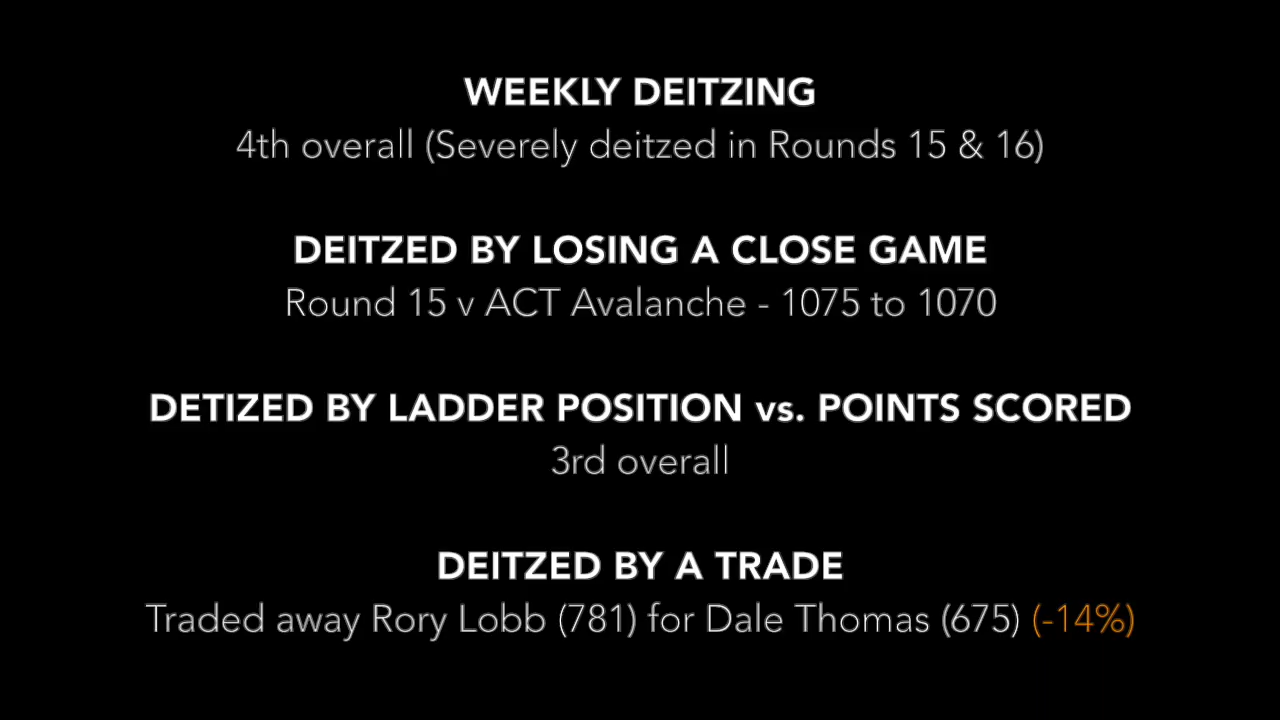 WEEKLY DEITZING
4th overall (Severely deitzed in Rounds 15 & 16)
DEITZED BY LOSING A CLOSE GAME
Round 15 v ACT Avalanche - 1075 to 1070
DETIZED BY LADDER POSITION vs. POINTS SCORED
3rd overall
DEITZED BY A TRADE
Traded away Rory Lobb (781) for Dale Thomas (675) (-14%)